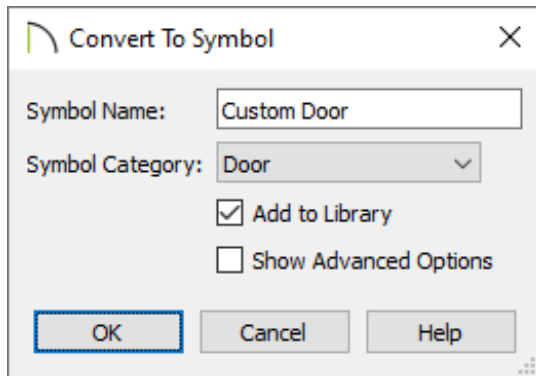 Convert To Symbol
Symbol Name: Custom Door
Symbol Category: Door
Add to Library
Show Advanced Options
OK Cancel Help